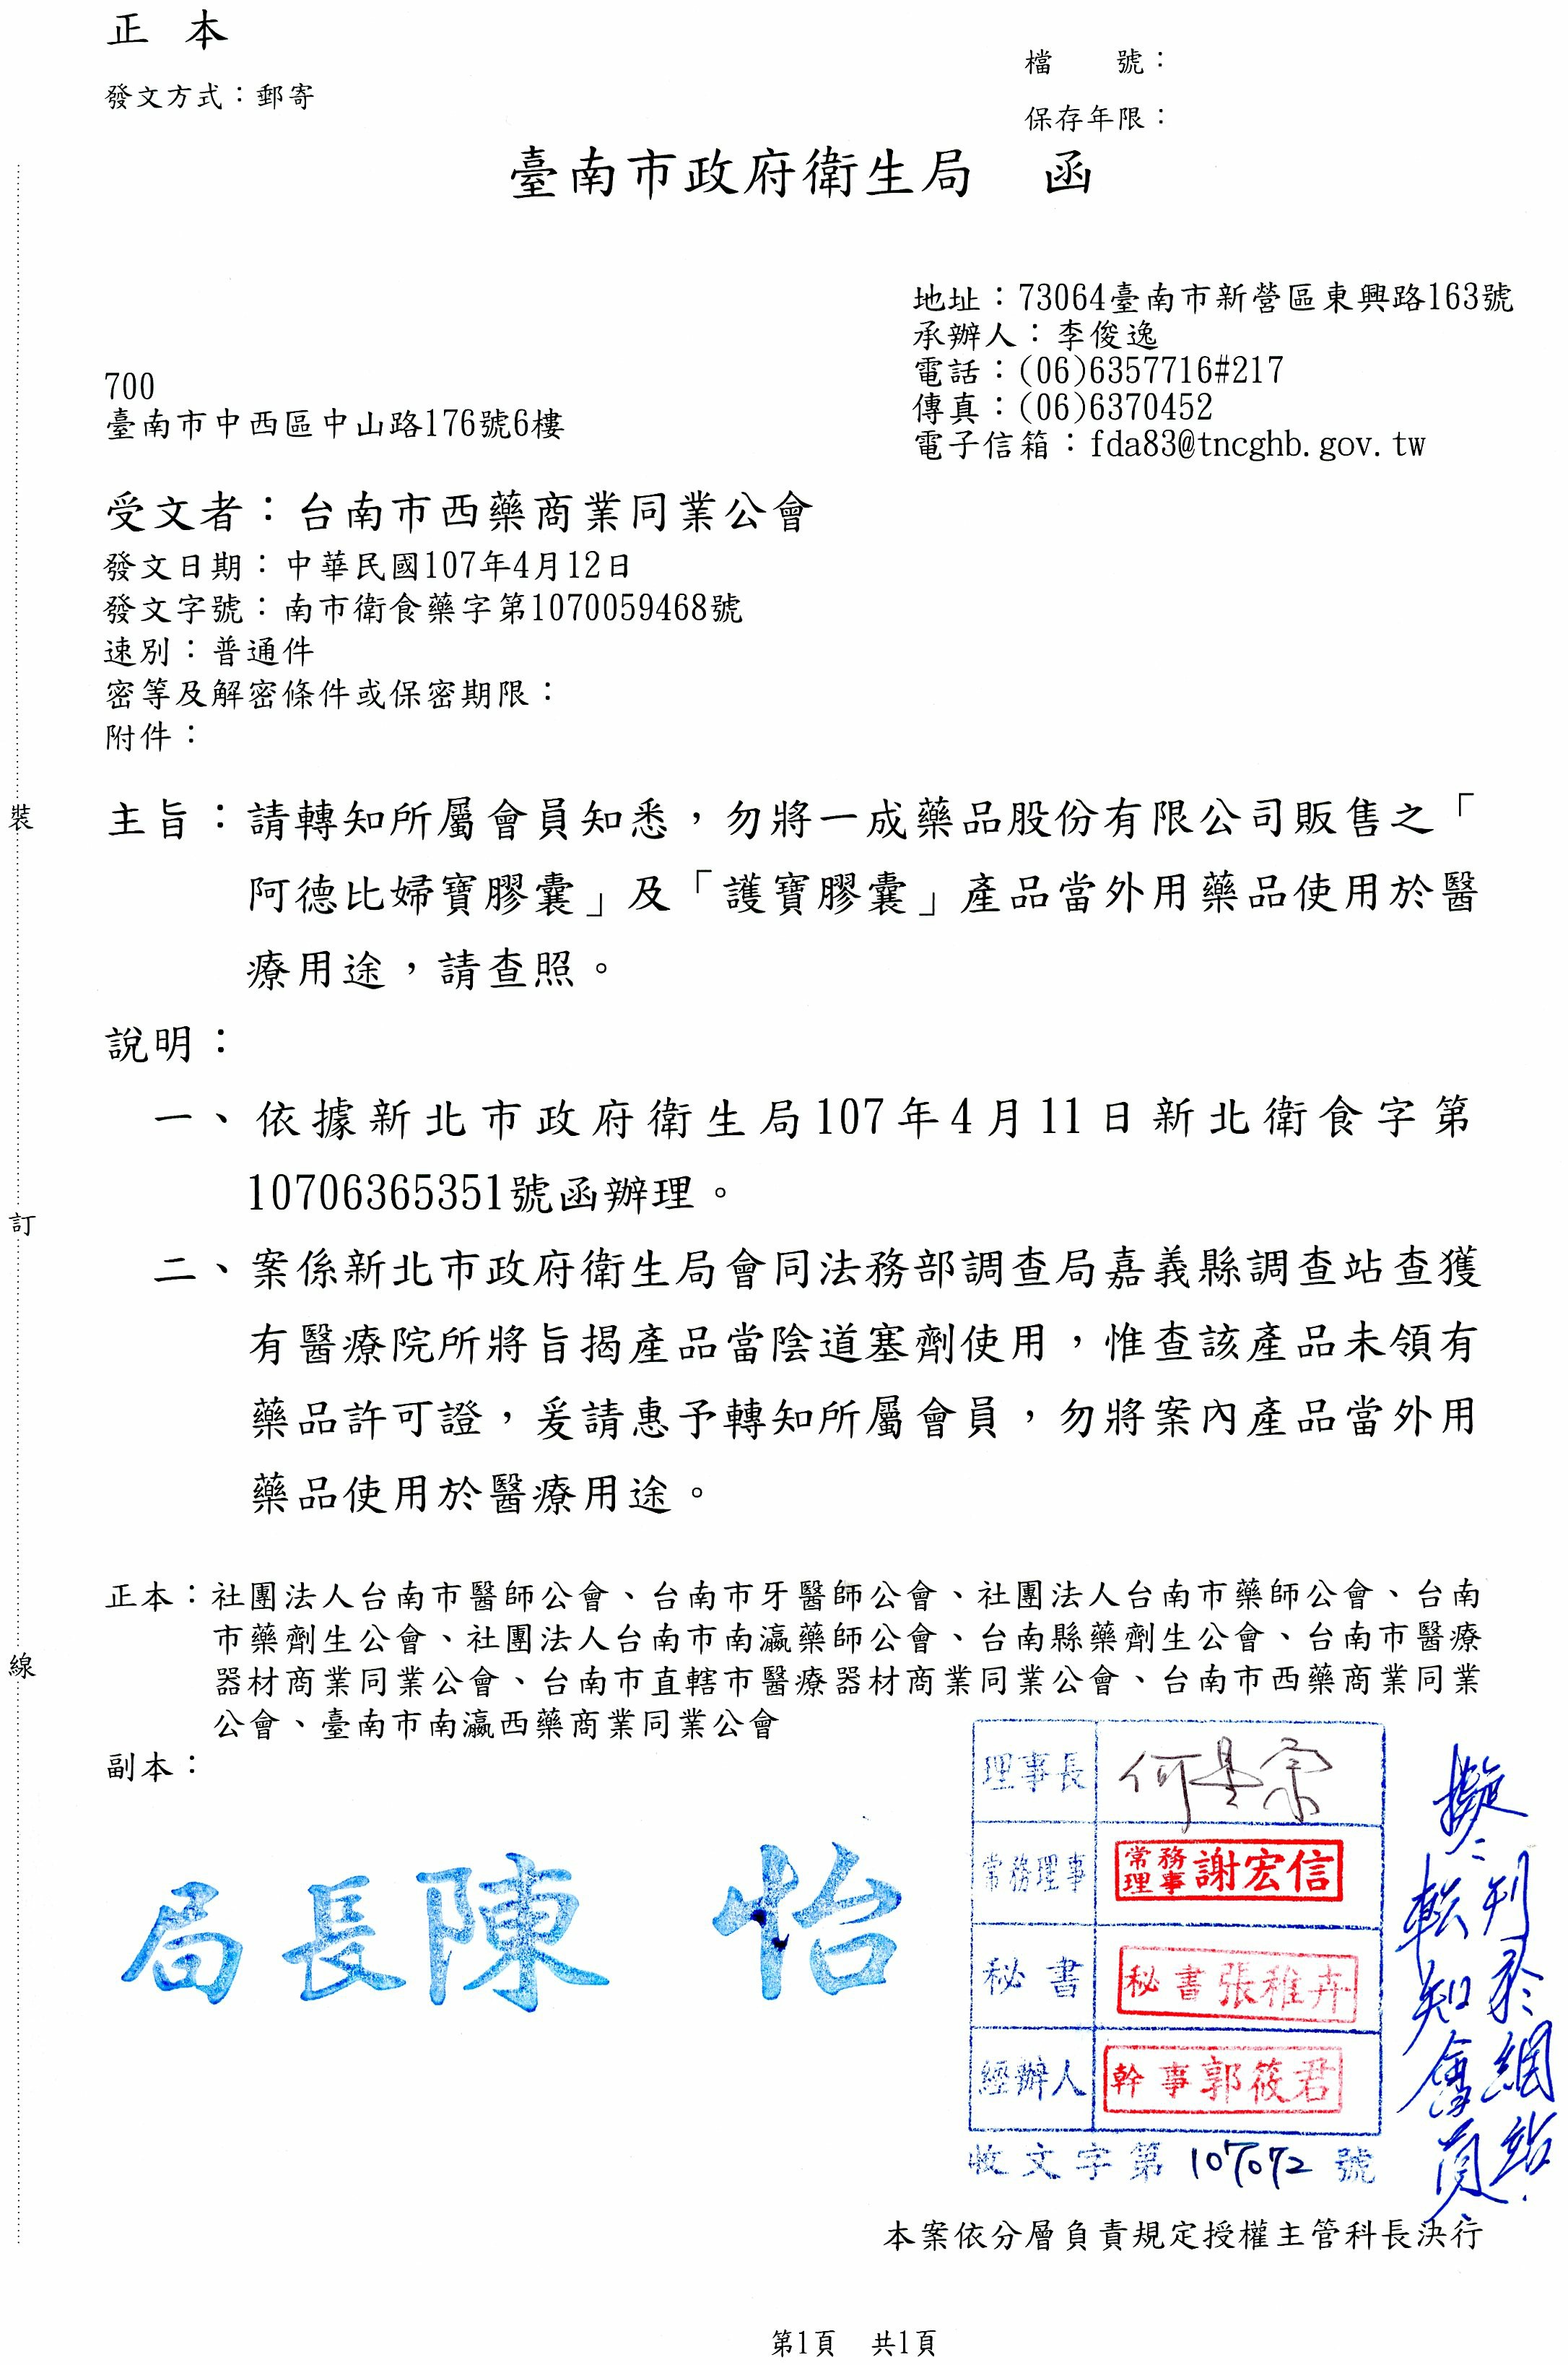 正 本
發文方式：郵寄
檔　　號：
保存年限：
臺南市政府衛生局　函
地址：73064臺南市新營區東興路163號
承辦人：李俊逸
電話：(06)6357716#217
傳真：(06)6370452
電子信箱：fda83@tncghb.gov.tw
700
臺南市中西區中山路176號6樓
受文者：台南市西藥商業同業公會
發文日期：中華民國107年4月12日
發文字號：南市衛食藥字第1070059468號
速別：普通件
密等及解密條件或保密期限：
附件：
主旨：請轉知所屬會員知悉，勿將一成藥品股份有限公司販售之「
阿德比婦寶膠囊」及「護寶膠囊」產品當外用藥品使用於醫
療用途，請查照。
說明：
一、依據新北市政府衛生局107年4月11日新北衛食字第
10706365351號函辦理。
二、案係新北市政府衛生局會同法務部調查局嘉義縣調查站查獲
有醫療院所將旨揭產品當陰道塞劑使用，惟查該產品未領有
藥品許可證，爰請惠予轉知所屬會員，勿將案內產品當外用
藥品使用於醫療用途。
正本：社團法人台南市醫師公會、台南市牙醫師公會、社團法人台南市藥師公會、台南
市藥劑生公會、社團法人台南市南瀛藥師公會、台南縣藥劑生公會、台南市醫療
器材商業同業公會、台南市直轄市醫療器材商業同業公會、台南市西藥商業同業
公會、臺南市南瀛西藥商業同業公會
副本：
局長陳 怡
理事長
常務理事 常務理事謝宏信
秘書 秘書張稚卉
經辦人 幹事郭筱君
收文字第107072號
擬：刊於網站.
轉知會員.
本案依分層負責規定授權主管科長決行
裝
訂
線
第1頁　共1頁